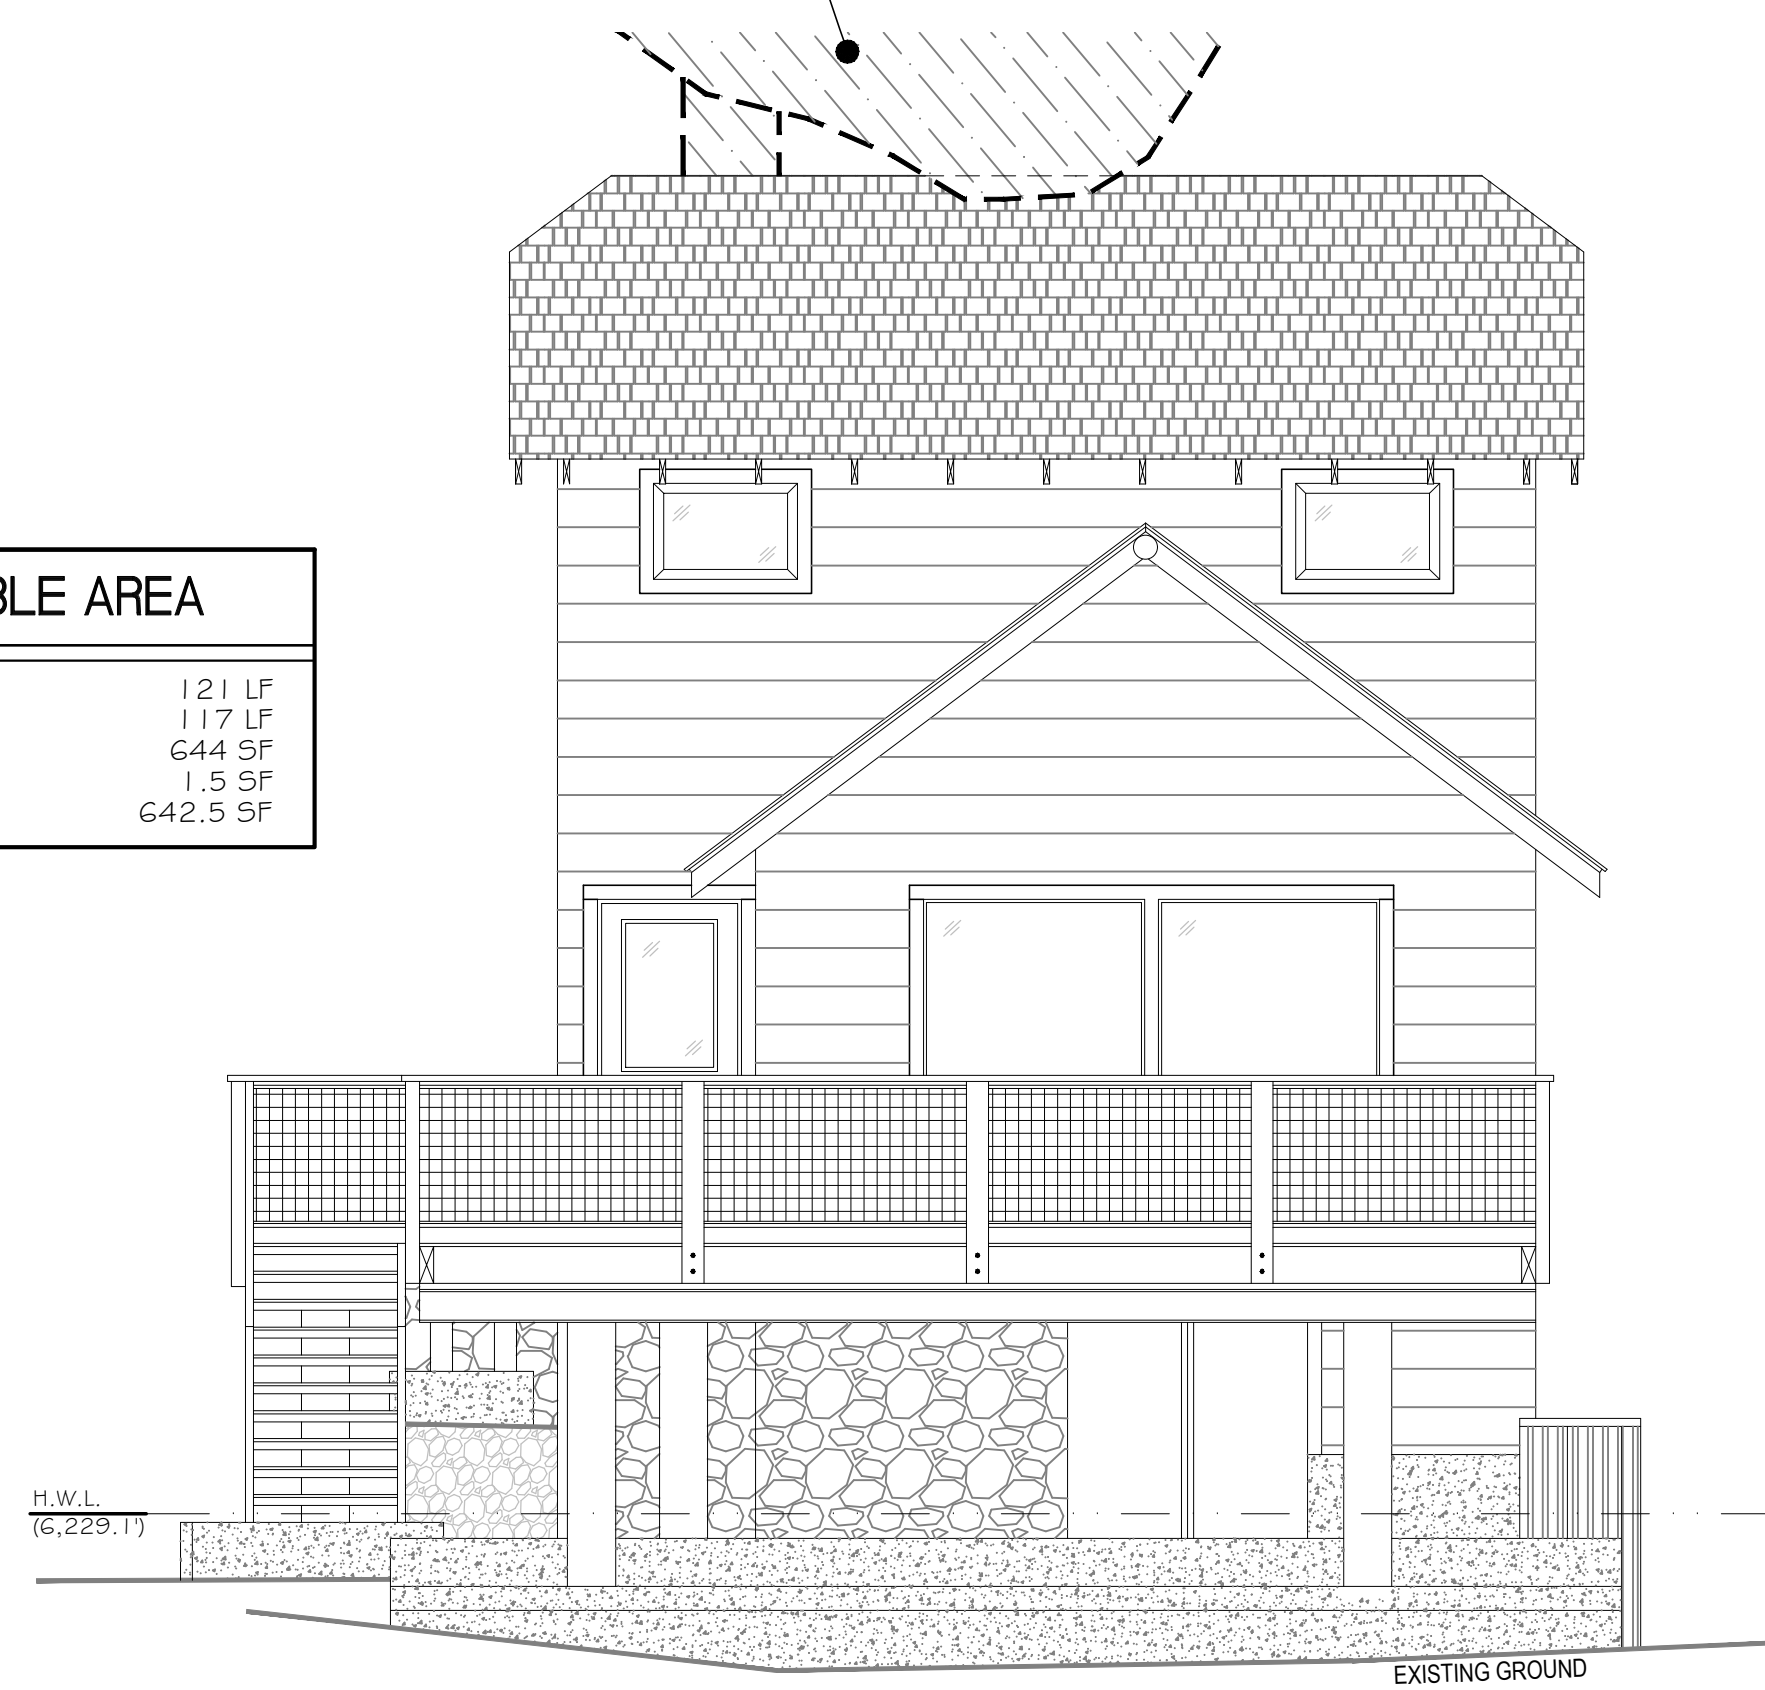 BLE AREA
121 LF
117 LF
644 SF
1.5 SF
642.5 SF
H.W.L.
(6,229.1')
EXISTING GROUND